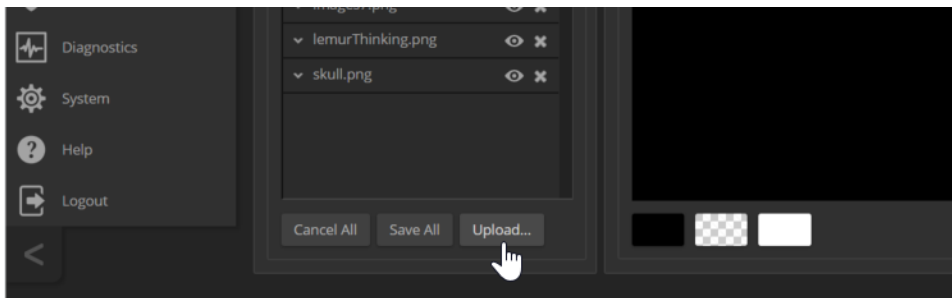 Diagnostics
System
Help
Logout
lemurThinking.png
skull.png
Cancel All
Save All
Upload...